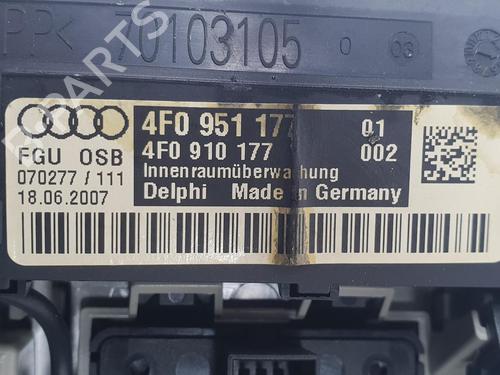 >PP<
70103105
4F0 951 177 01
4F0 910 177 002
FGU OSB
070277/111
18.06.2007
Innenraumüberwachung
Delphi Made in Germany